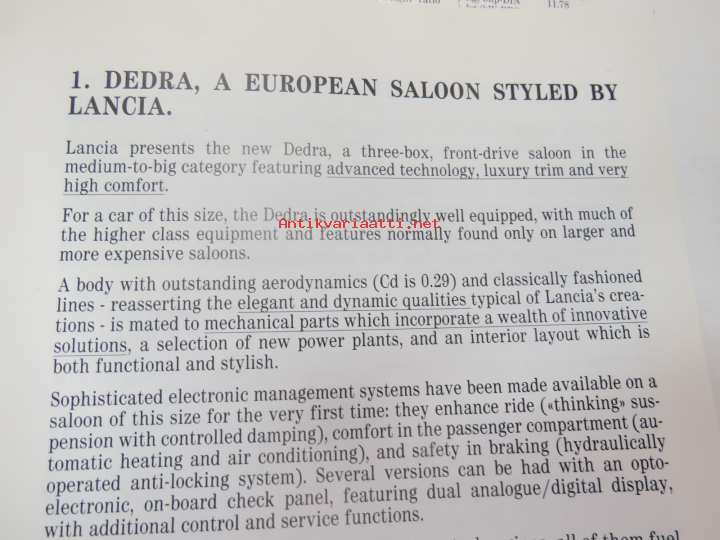 11.78
1. DEDRA, A EUROPEAN SALOON STYLED BY
LANCIA.
Lancia presents the new Dedra, a three-box, front-drive saloon in the
medium-to-big category featuring advanced technology, luxury trim and very
high comfort.
For a car of this size, the Dedra is outstandingly well equipped, with much of
Antikvariaatti.net
the higher class equipment and features normally found only on larger and
more expensive saloons.
A body with outstanding aerodynamics (Cd is 0.29) and classically fashioned
lines - reasserting the elegant and dynamic qualities typical of Lancia's crea-
tions - is mated to mechanical parts which incorporate a wealth of innovative
solutions, a selection of new power plants, and an interior layout which is
both functional and stylish.
Sophisticated electronic management systems have been made available on a
saloon of this size for the very first time: they enhance ride («thinking» sus-
pension with controlled damping), comfort in the passenger compartment (au-
tomatic heating and air conditioning), and safety in braking (hydraulically
operated anti-locking system). Several versions can be had with an opto-
electronic, on-board check panel, featuring dual analogue/digital display,
with additional control and service functions.
all of them fuel